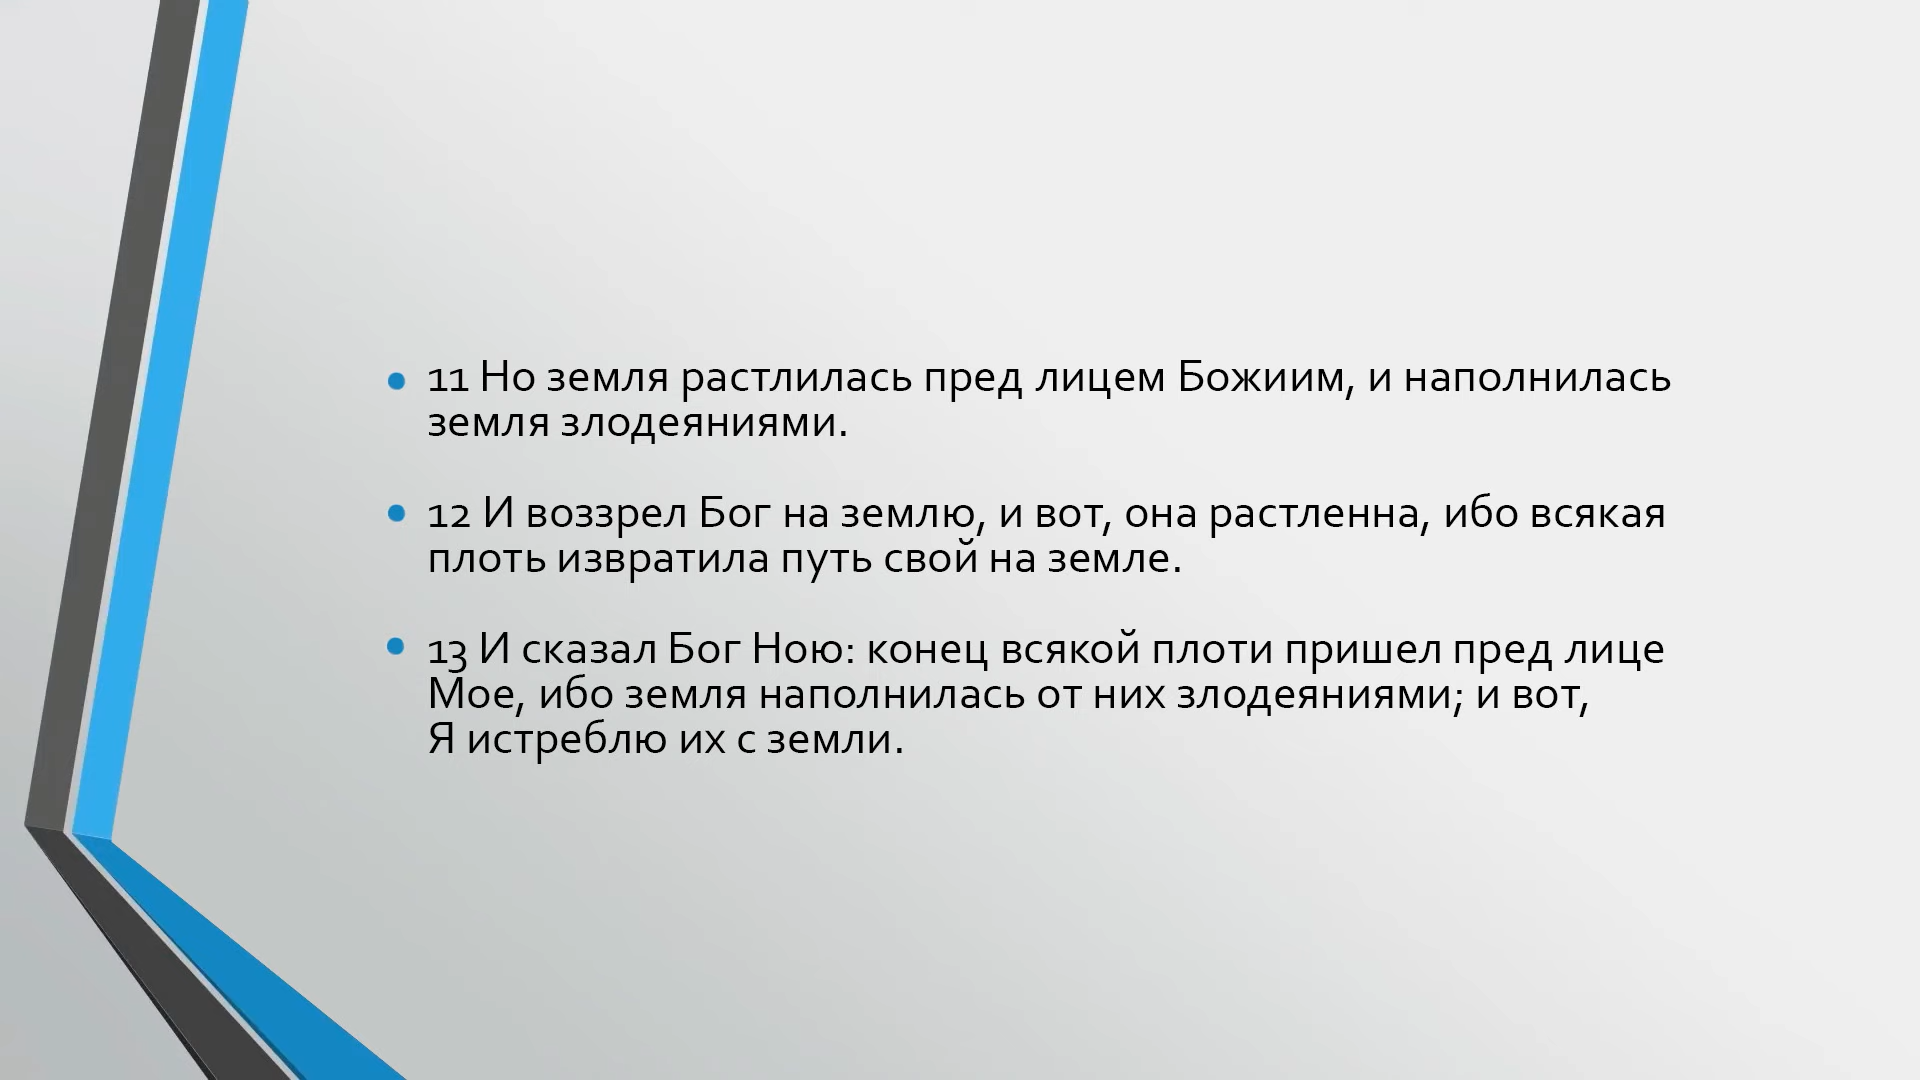 11 Но земля растлилась пред лицем Божиим, и наполнилась
земля злодеяниями.
12 И воззрел Бог на землю, и вот, она растленна, ибо всякая
плоть извратила путь свой на земле.
13 И сказал Бог Ною: конец всякой плоти пришел пред лице
Мое, ибо земля наполнилась от них злодеяниями; и вот,
Я истреблю их с земли.